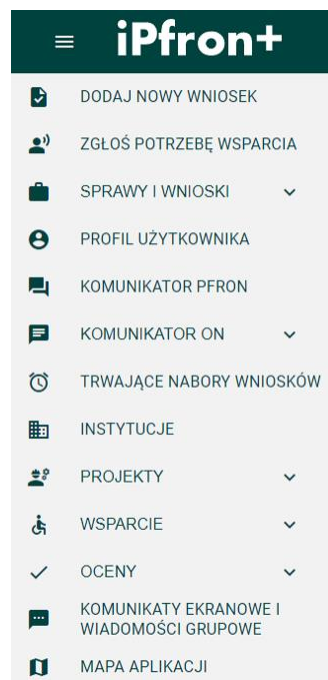 iPfron+
DODAJ NOWY WNIOSEK
ZGŁOŚ POTRZEBĘ WSPARCIA
SPRAWY I WNIOSKI
PROFIL UŻYTKOWNIKA
KOMUNIKATOR PFRON
KOMUNIKATOR ON
TRWAJĄCE NABORY WNIOSKÓW
INSTYTUCJE
PROJEKTY
WSPARCIE
OCENY
KOMUNIKATY EKRANOWE I
WIADOMOŚCI GRUPOWE
MAPA APLIKACJI